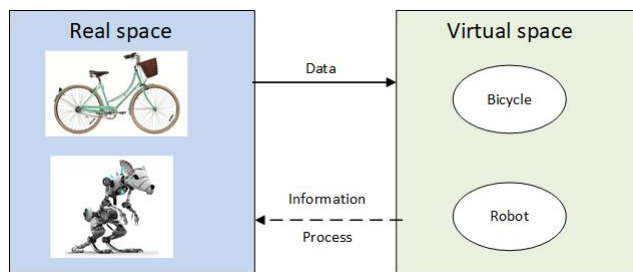 Real space
Virtual space
Data
Bicycle
Information
Process
Robot